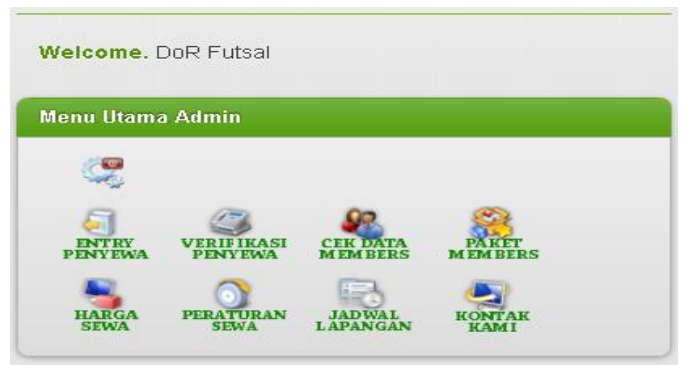 Welcome. DoR Futsal
Menu Utama Admin
ENTRY PENYEWA
VERIFIKASI PENYEWA
CEK DATA MEMBERS
PAKET MEMBERS
HARGA SEWA
PERATURAN SEWA
JADWAL LAPANGAN
KONTAK KAMI